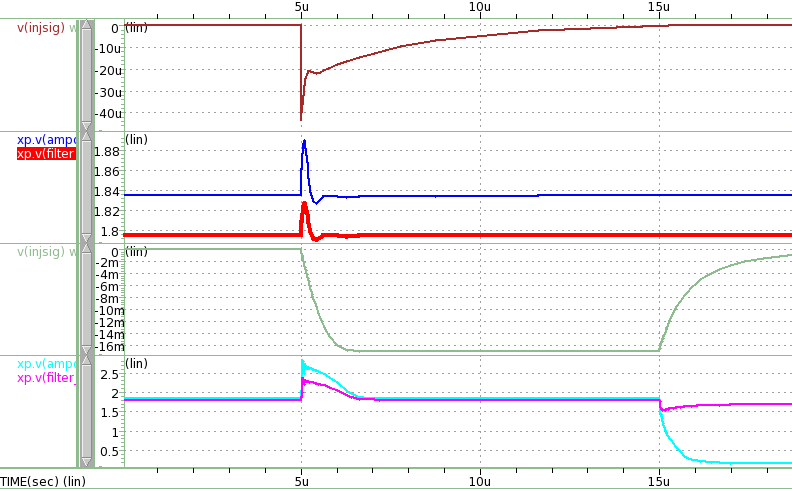 5u 10u 15u
v(injsig) w
(lin)
0
-10u
-20u
-30u
-40u
xp.v(ampo
xp.v(filter
(lin)
1.88
1.86
1.84
1.82
1.8
v(injsig) w
(lin)
0
-2m
-4m
-6m
-8m
-10m
-12m
-14m
-16m
xp.v(ampo
xp.v(filter_
(lin)
2.5
2
1.5
1
0.5
TIME(sec) (lin) 5u 10u 15u